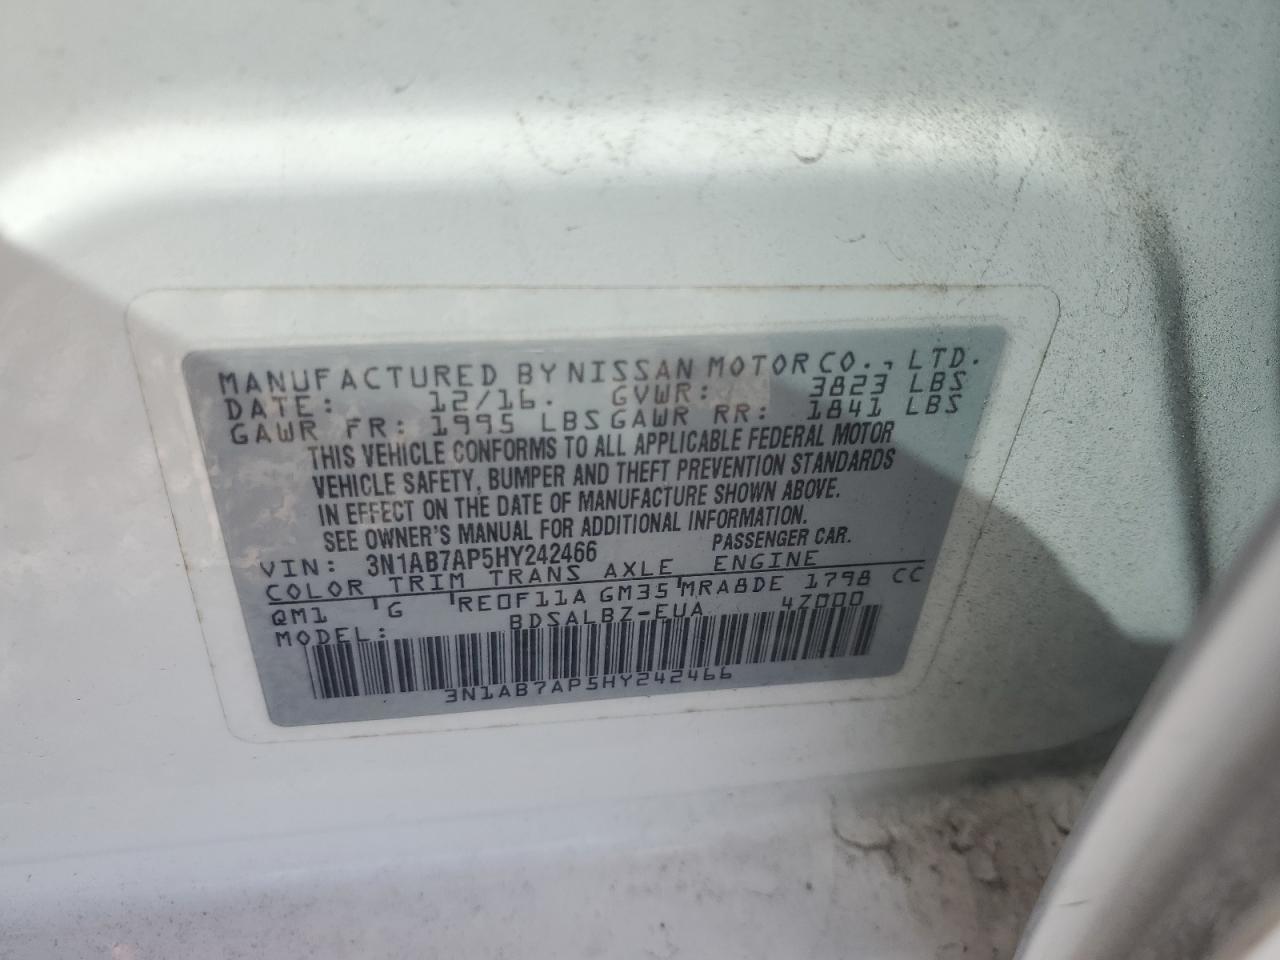 MANUFACTURED BY NISSAN MOTOR CO., LTD.
DATE: 12/16. GVWR: 3823 LBS
GAWR FR: 1995 LBS GAWR RR: 1841 LBS
THIS VEHICLE CONFORMS TO ALL APPLICABLE FEDERAL MOTOR
VEHICLE SAFETY, BUMPER AND THEFT PREVENTION STANDARDS
IN EFFECT ON THE DATE OF MANUFACTURE SHOWN ABOVE.
SEE OWNER'S MANUAL FOR ADDITIONAL INFORMATION.
VIN: 3N1AB7AP5HY242466 PASSENGER CAR.
COLOR TRIM TRANS AXLE ENGINE
QM1 G RE0F11A GM35 MRA8DE 1798 CC
MODEL: BDSALBZ-EUA 4Z000
3N1AB7AP5HY242466